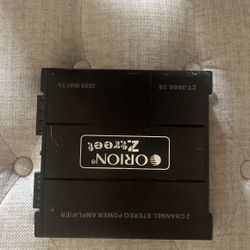 2 CHANNEL STEREO POWER AMPLIFIER
ORION®
Ztreet
2000 WATTS
ZT-2000.2S